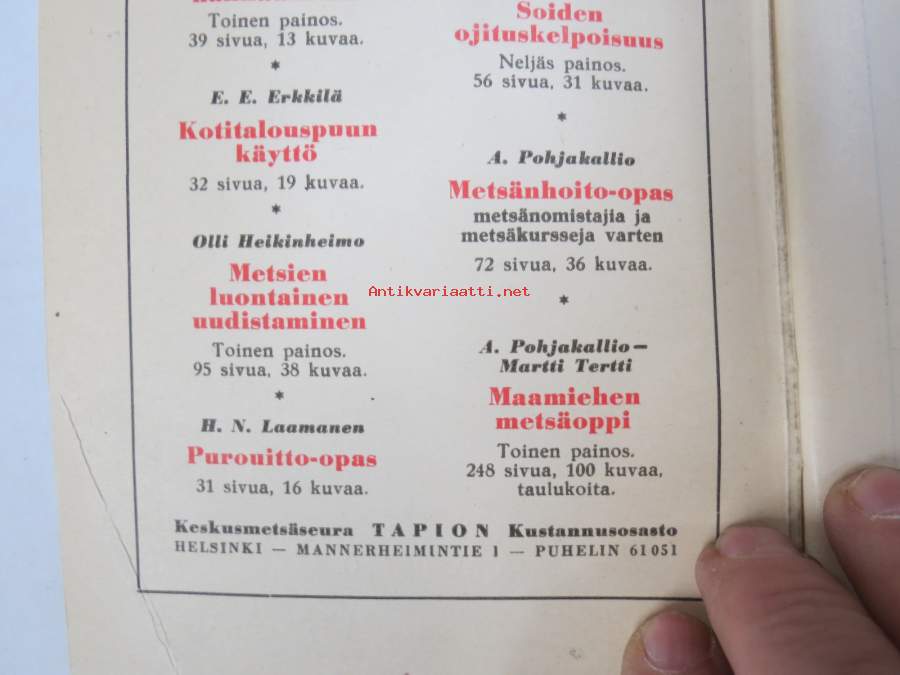 Toinen painos.
39 sivua, 13 kuvaa.
*
E. E. Erkkilä
Kotitalouspuun
käyttö
32 sivua, 19 kuvaa.
*
Olli Heikinheimo
Metsien
luontainen
uudistaminen
Toinen painos.
95 sivua, 38 kuvaa.
*
H. N. Laamanen
Purouitto-opas
31 sivua, 16 kuvaa.
Soiden
ojituskelpoisuus
Neljäs painos.
56 sivua, 31 kuvaa.
*
A. Pohjakallio
Metsänhoito-opas
metsänomistajia ja
metsäkursseja varten
72 sivua, 36 kuvaa.
*
A. Pohjakallio—
Martti Tertti
Maamiehen
metsäoppi
Toinen painos.
248 sivua, 100 kuvaa,
taulukoita.
Keskusmetsäseura TAPION Kustannusosasto
HELSINKI — MANNERHEIMINTIE 1 — PUHELIN 61 051
Antikvariaatti.net